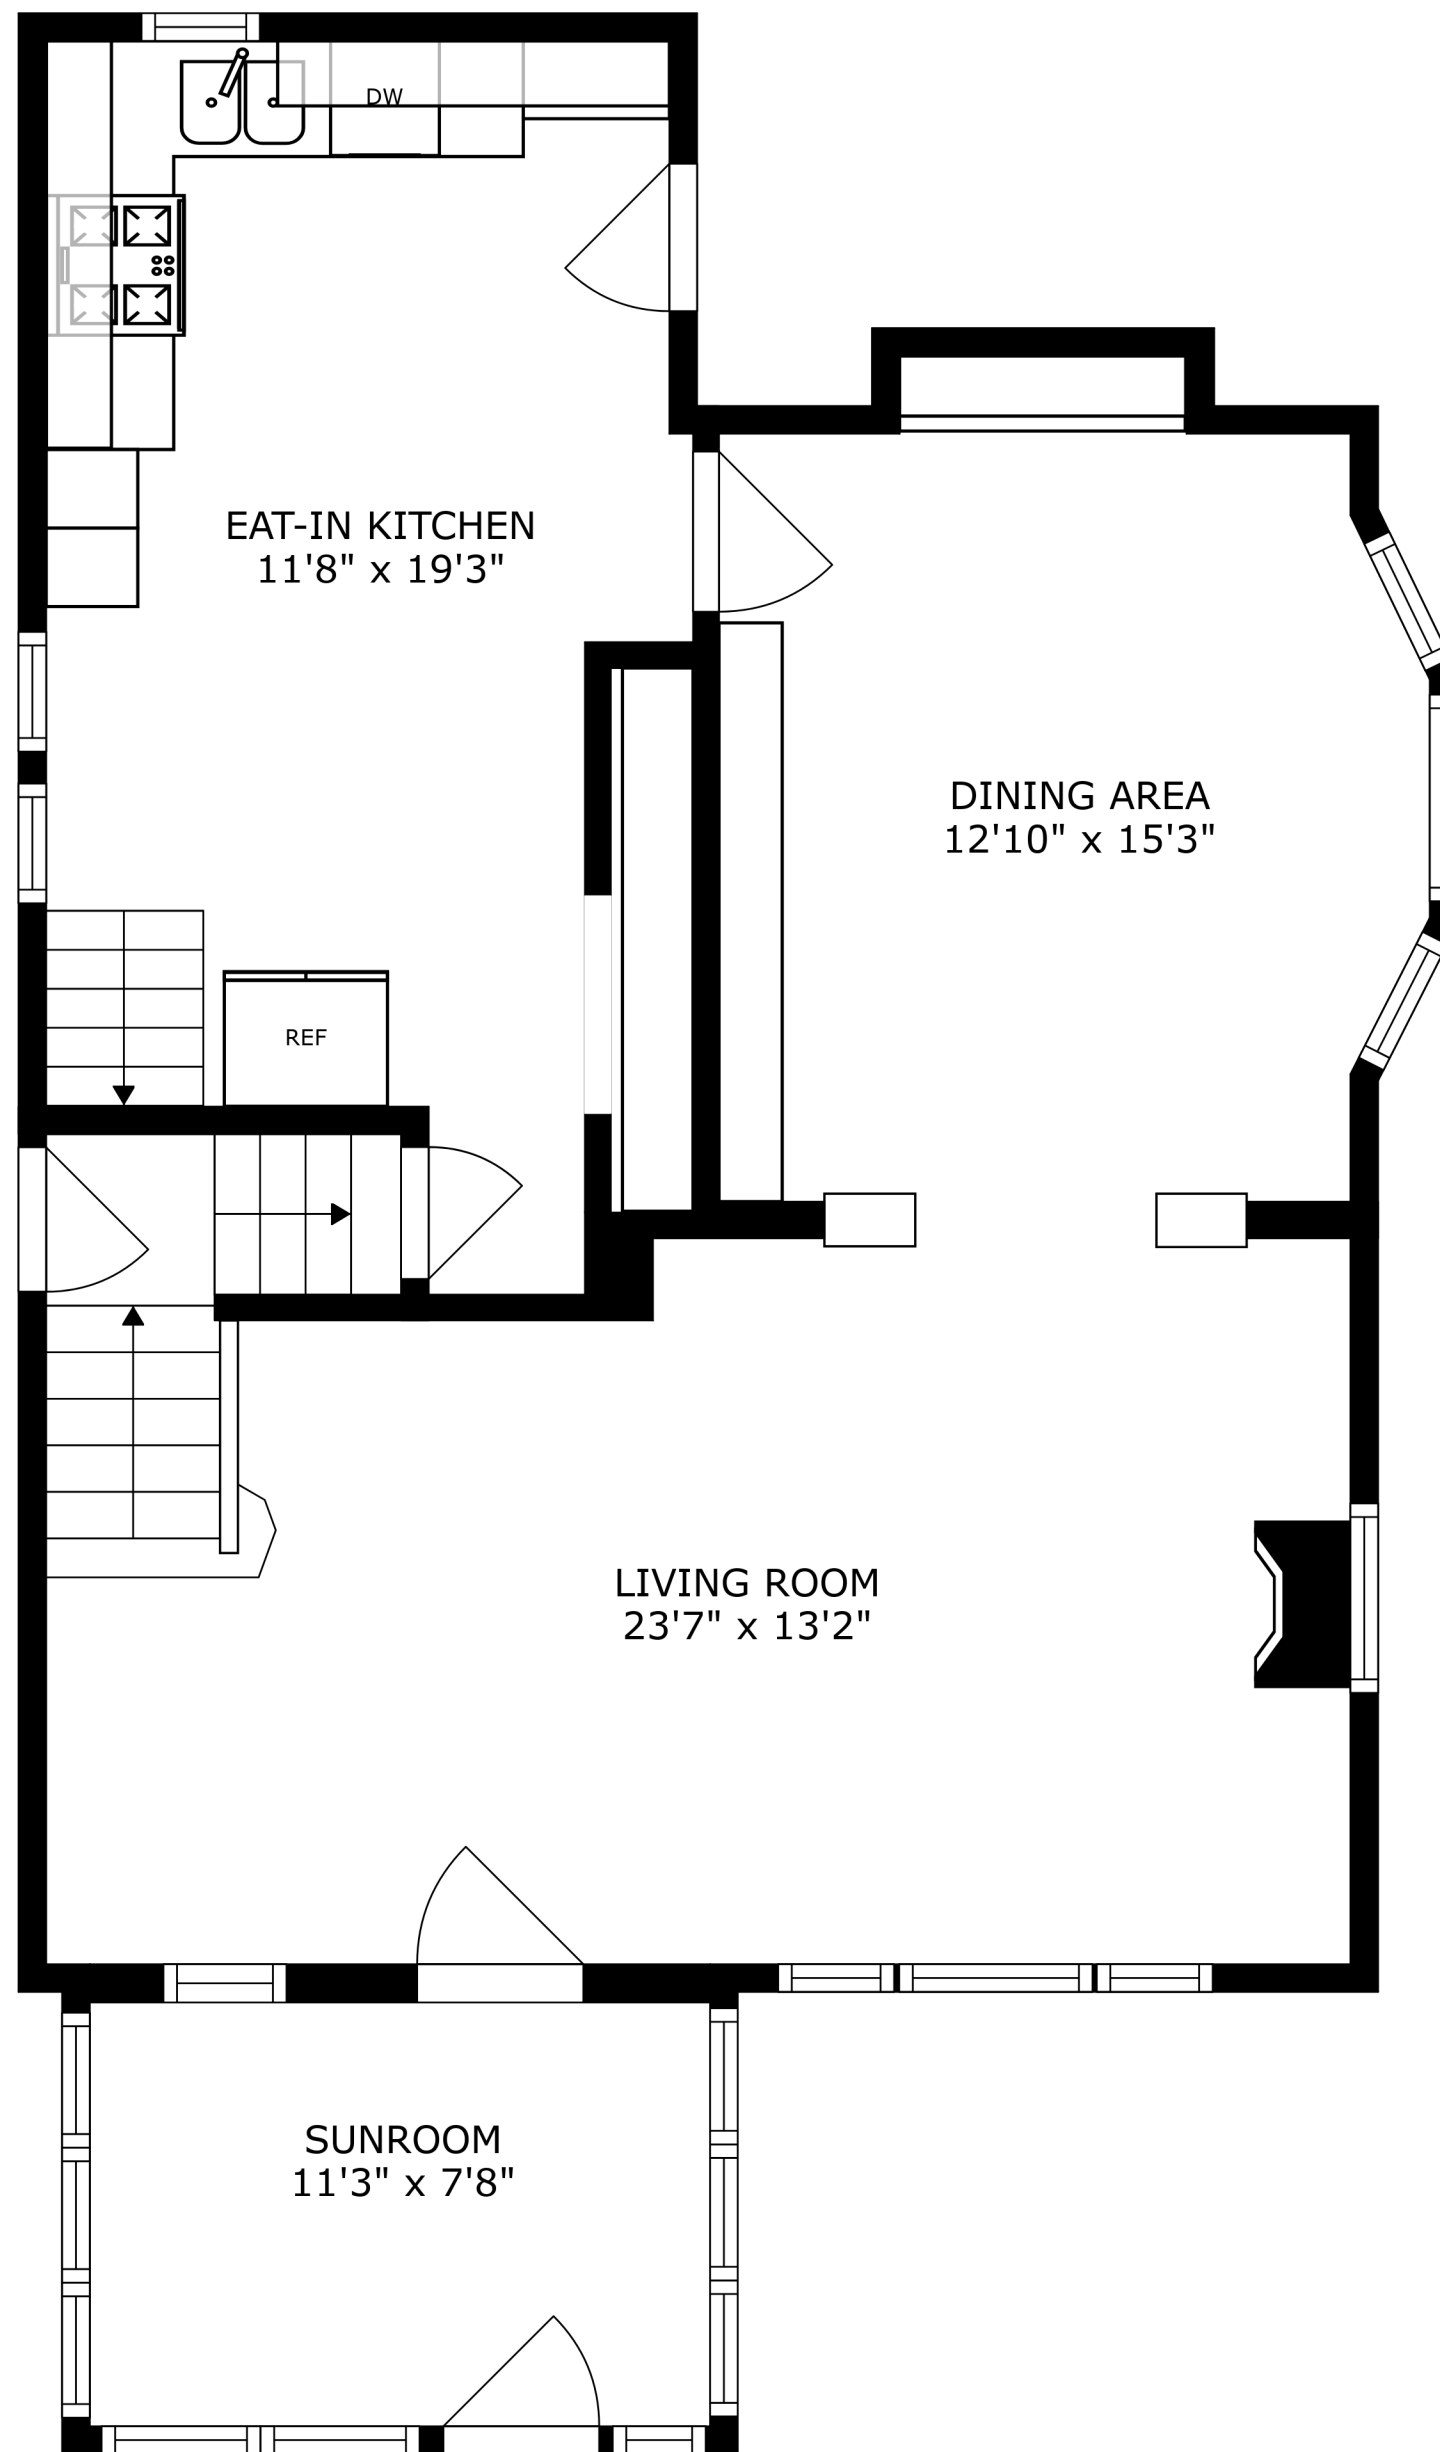 DW
EAT-IN KITCHEN
11'8" x 19'3"
DINING AREA
12'10" x 15'3"
REF
LIVING ROOM
23'7" x 13'2"
SUNROOM
11'3" x 7'8"